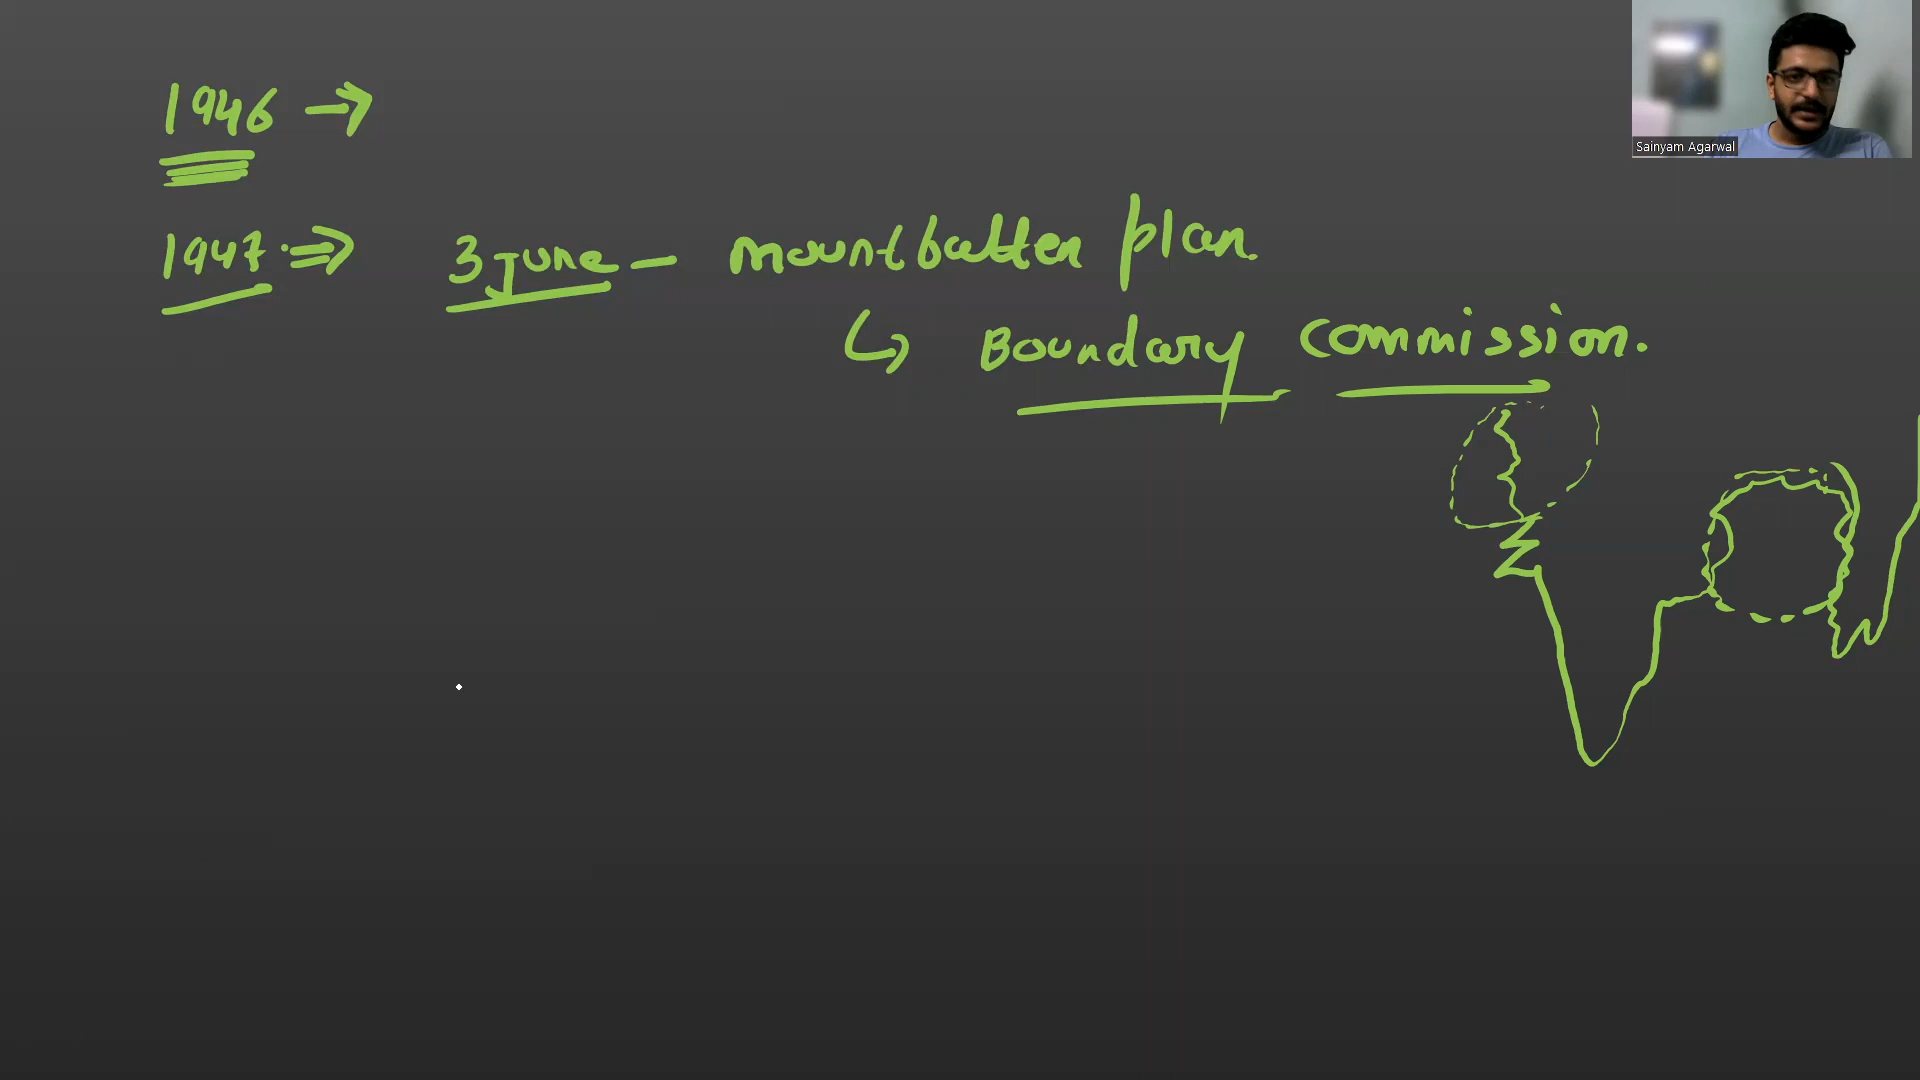 1946 →
Sainyam Agarwal
1947 ⇒ 3 June — mountbatten plan.
↳ Boundary commission.